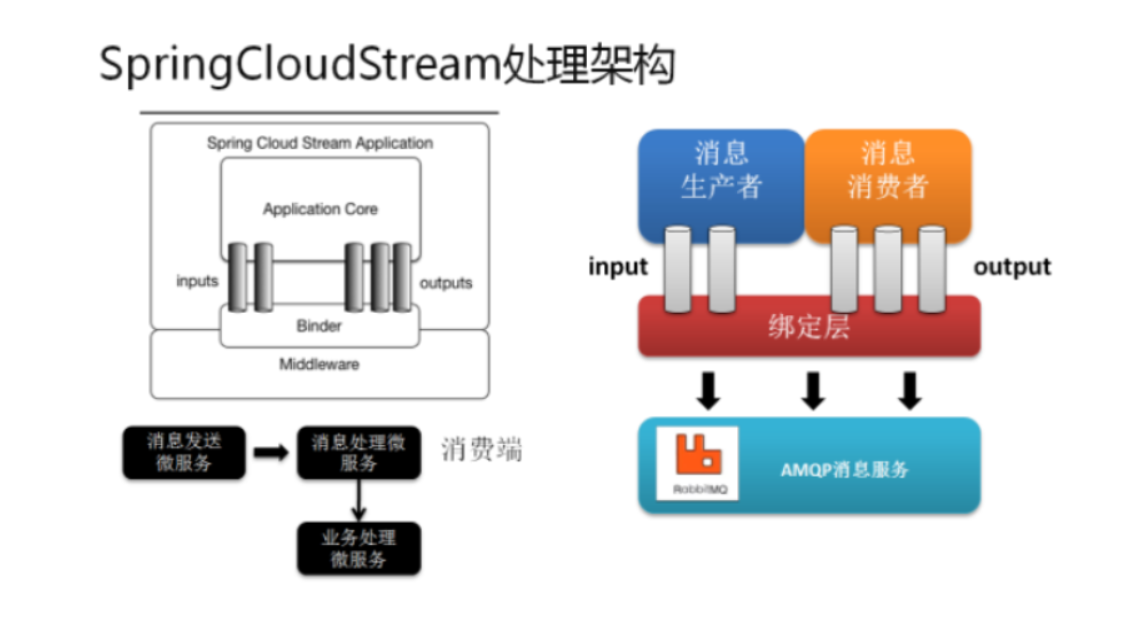 SpringCloudStream处理架构
Spring Cloud Stream Application
Application Core
inputs
outputs
Binder
Middleware
消息发送
微服务
消息处理微
服务
消费端
业务处理
微服务
消息
生产者
消息
消费者
input
output
绑定层
RabbitMQ
AMQP消息服务